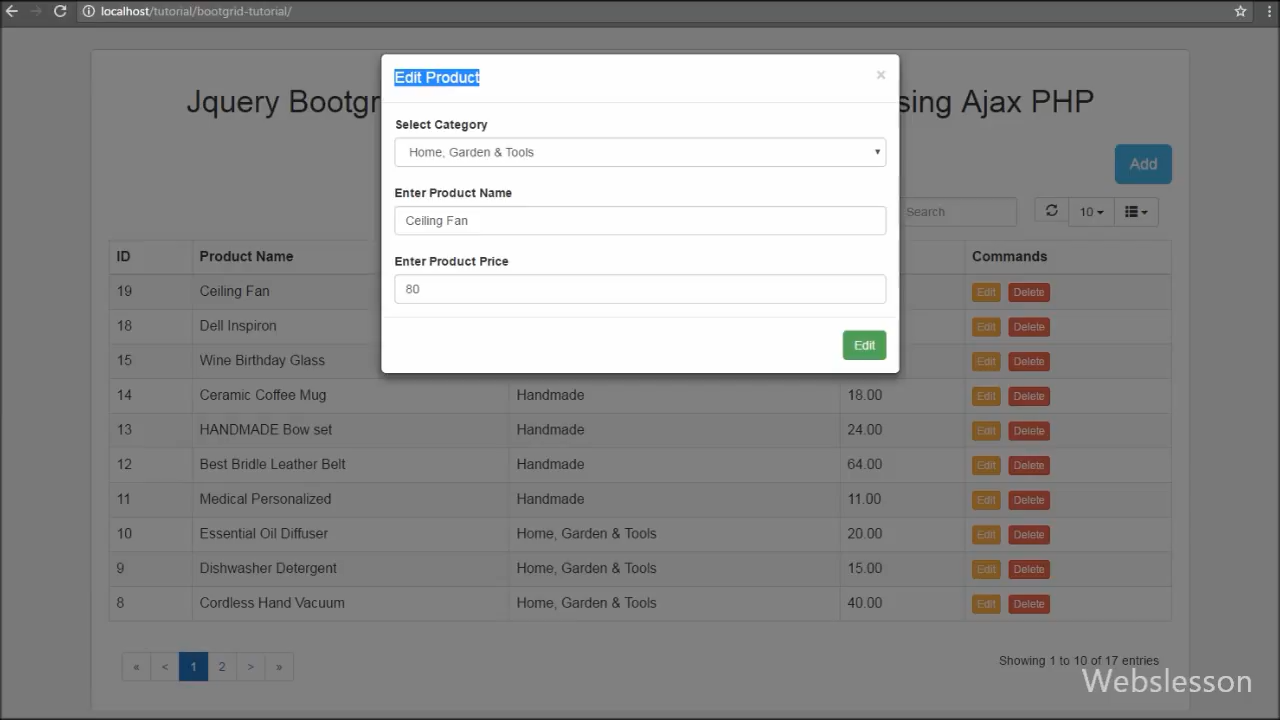 localhost/tutorial/bootgrid-tutorial/
Edit Product ×
Jquery Bootgr sing Ajax PHP
Select Category
Home, Garden & Tools
Add
Enter Product Name
Ceiling Fan
Search 10
ID Product Name Commands
Enter Product Price
19 Ceiling Fan 80 Edit Delete
18 Dell Inspiron Edit Delete
Edit
15 Wine Birthday Glass Edit Delete
14 Ceramic Coffee Mug Handmade 18.00 Edit Delete
13 HANDMADE Bow set Handmade 24.00 Edit Delete
12 Best Bridle Leather Belt Handmade 64.00 Edit Delete
11 Medical Personalized Handmade 11.00 Edit Delete
10 Essential Oil Diffuser Home, Garden & Tools 20.00 Edit Delete
9 Dishwasher Detergent Home, Garden & Tools 15.00 Edit Delete
8 Cordless Hand Vacuum Home, Garden & Tools 40.00 Edit Delete
« < 1 2 > » Showing 1 to 10 of 17 entries
Webslesson